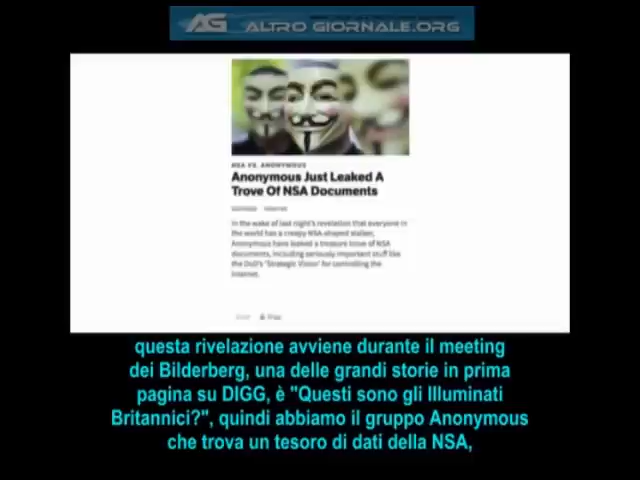 AG ALTRO GIORNALE.ORG
NSA VS. ANONYMOUS
Anonymous Just Leaked A
Trove Of NSA Documents
In the wake of last night's revelation that everyone in
the world has a creepy NSA-shaped stalker,
Anonymous have leaked a treasure trove of NSA
documents, including seriously important stuff like
the DoD's 'Strategic Vision' for controlling the
internet.
questa rivelazione avviene durante il meeting
dei Bilderberg, una delle grandi storie in prima
pagina su DIGG, è "Questi sono gli Illuminati
Britannici?", quindi abbiamo il gruppo Anonymous
che trova un tesoro di dati della NSA,